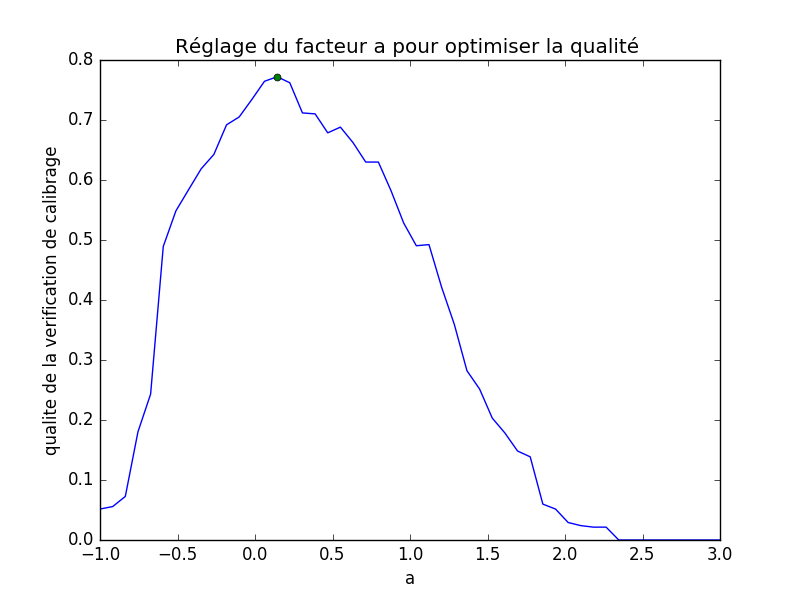 Réglage du facteur a pour optimiser la qualité
qualite de la verification de calibrage
0.8
0.7
0.6
0.5
0.4
0.3
0.2
0.1
0.0
−1.0 −0.5 0.0 0.5 1.0 1.5 2.0 2.5 3.0
a